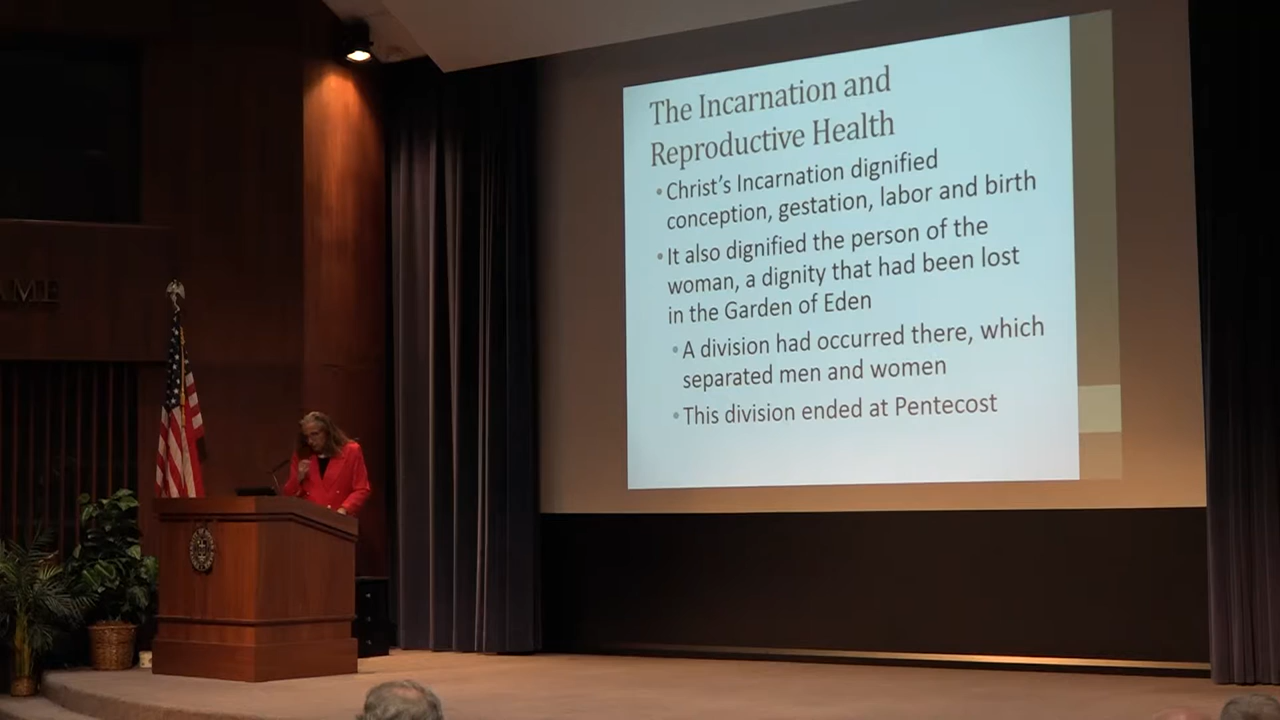 The Incarnation and
Reproductive Health
•Christ's Incarnation dignified
conception, gestation, labor and birth
•It also dignified the person of the
woman, a dignity that had been lost
in the Garden of Eden
•A division had occurred there, which
separated men and women
•This division ended at Pentecost
AME